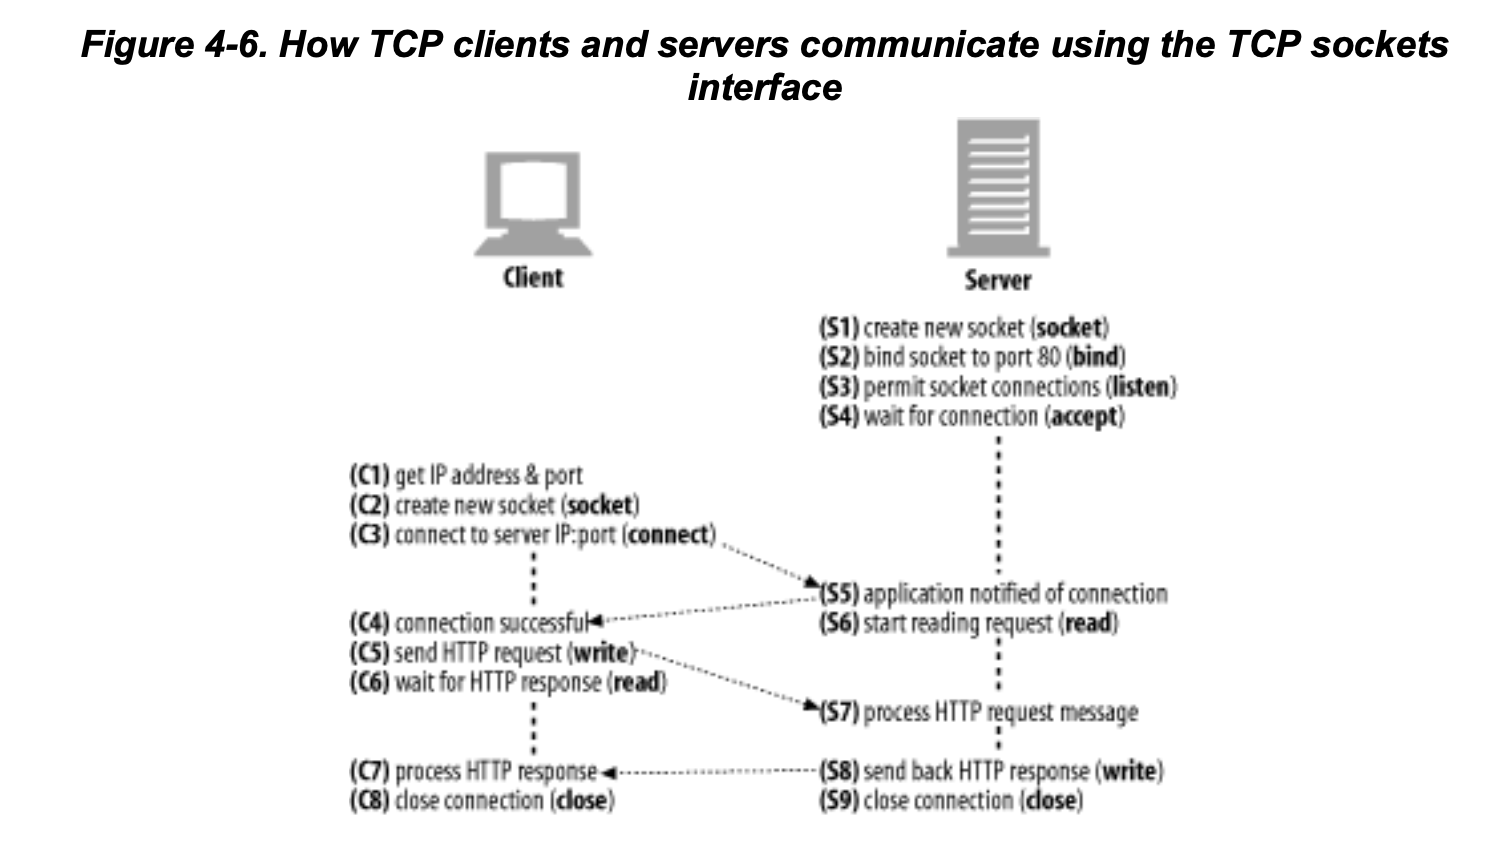 Figure 4-6. How TCP clients and servers communicate using the TCP sockets
interface
Client
Server
(S1) create new socket (socket)
(S2) bind socket to port 80 (bind)
(S3) permit socket connections (listen)
(S4) wait for connection (accept)
(C1) get IP address & port
(C2) create new socket (socket)
(C3) connect to server IP:port (connect)
(S5) application notified of connection
(S6) start reading request (read)
(C4) connection successful
(C5) send HTTP request (write)
(C6) wait for HTTP response (read)
(S7) process HTTP request message
(C7) process HTTP response
(C8) close connection (close)
(S8) send back HTTP response (write)
(S9) close connection (close)